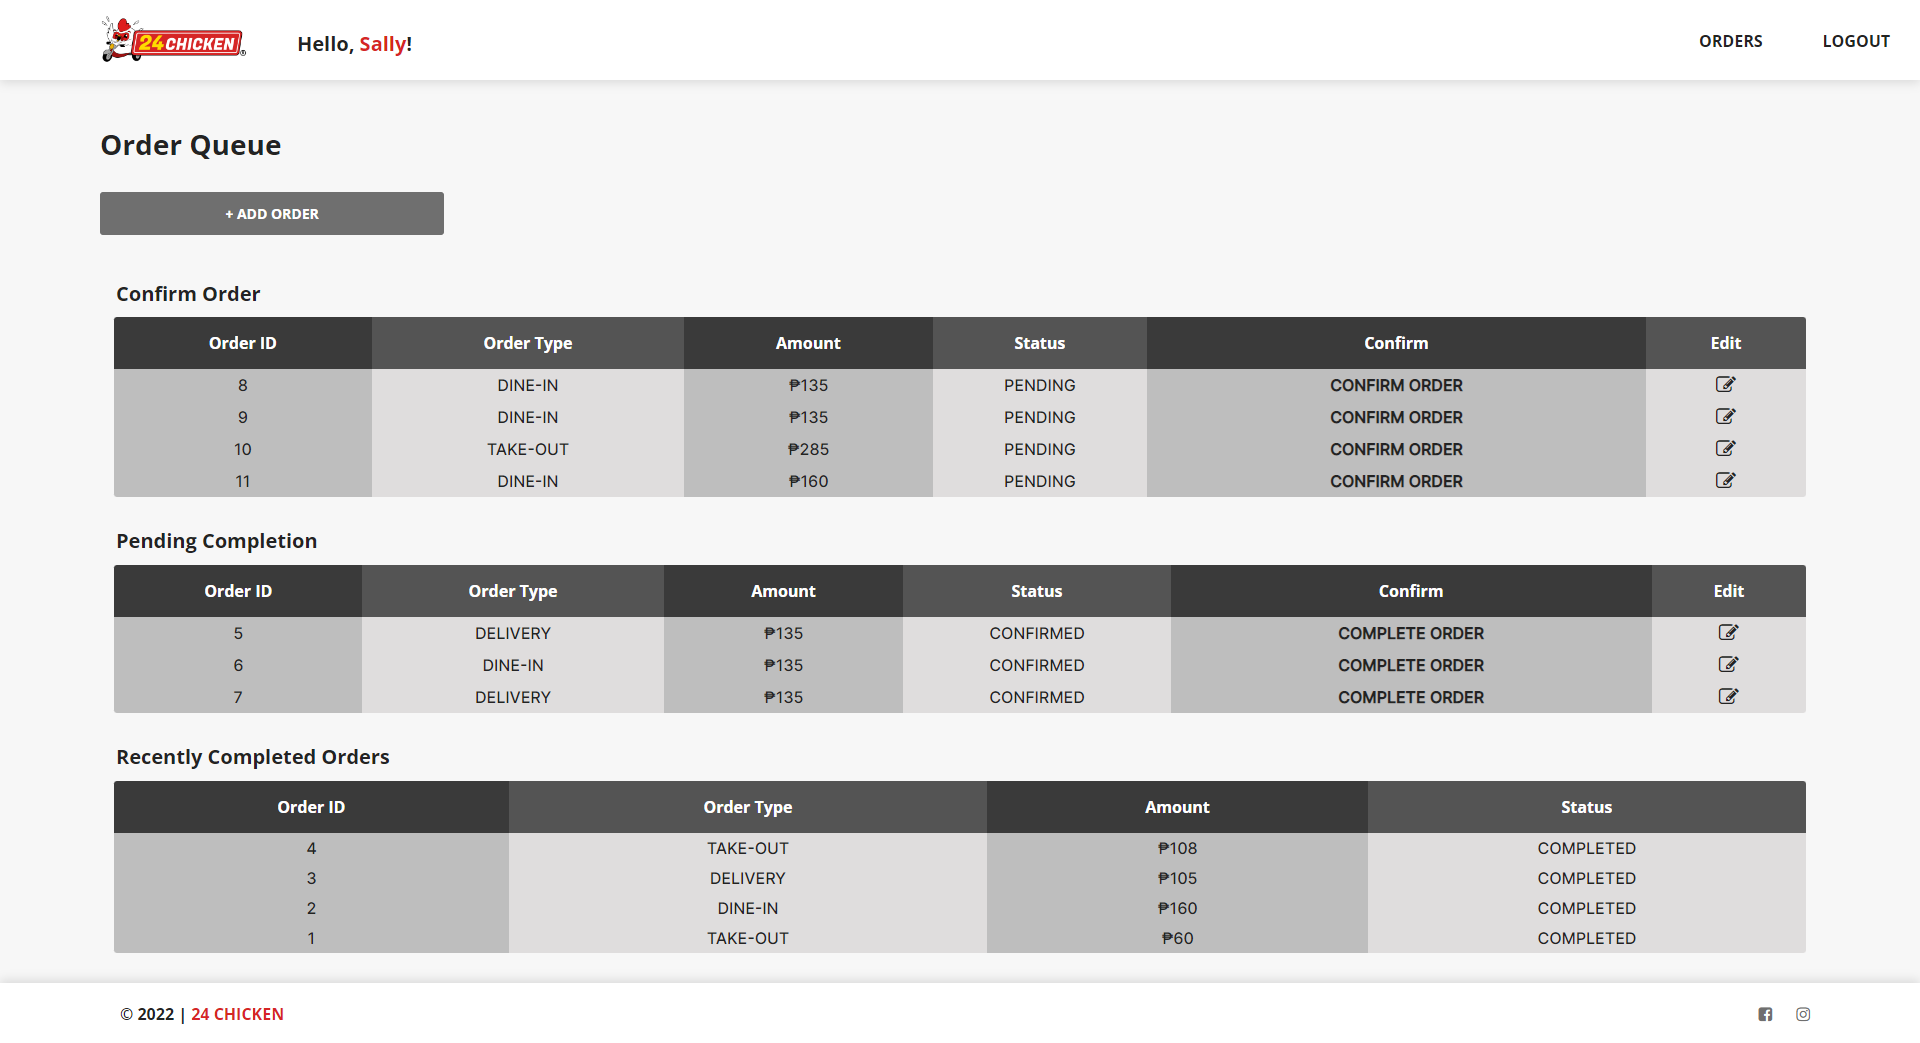 24 CHICKEN ®
Hello, Sally!
ORDERS
LOGOUT
Order Queue
+ ADD ORDER
Confirm Order
Order ID Order Type Amount Status Confirm Edit
8 DINE-IN ₱135 PENDING CONFIRM ORDER
9 DINE-IN ₱135 PENDING CONFIRM ORDER
10 TAKE-OUT ₱285 PENDING CONFIRM ORDER
11 DINE-IN ₱160 PENDING CONFIRM ORDER
Pending Completion
Order ID Order Type Amount Status Confirm Edit
5 DELIVERY ₱135 CONFIRMED COMPLETE ORDER
6 DINE-IN ₱135 CONFIRMED COMPLETE ORDER
7 DELIVERY ₱135 CONFIRMED COMPLETE ORDER
Recently Completed Orders
Order ID Order Type Amount Status
4 TAKE-OUT ₱108 COMPLETED
3 DELIVERY ₱105 COMPLETED
2 DINE-IN ₱160 COMPLETED
1 TAKE-OUT ₱60 COMPLETED
© 2022 | 24 CHICKEN